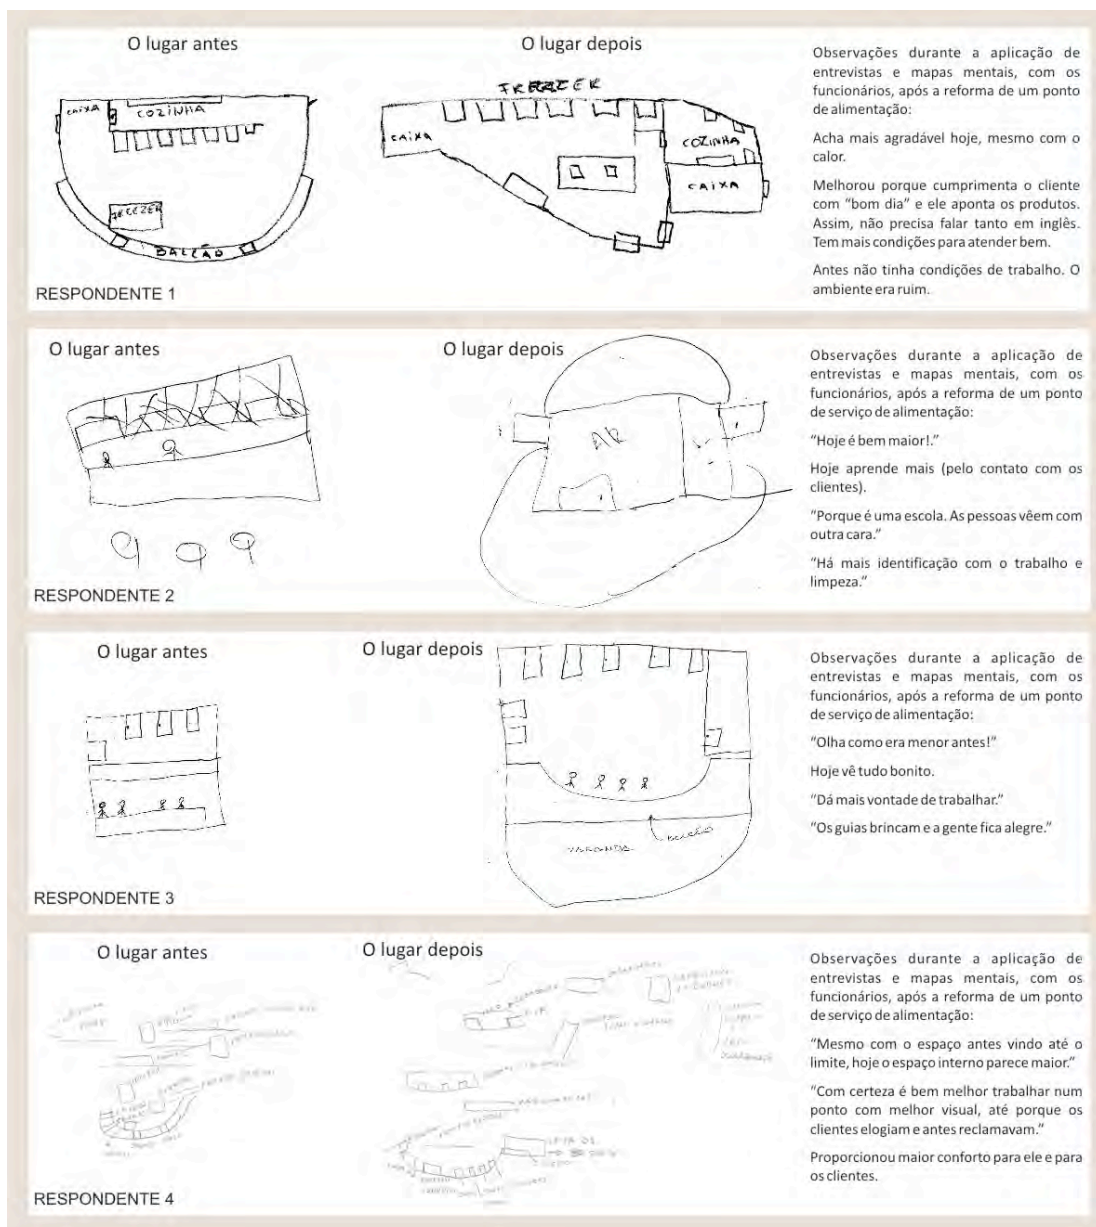 O lugar antes
O lugar depois
CAIXA
COZINHA
FREEZER
BALCÃO
FREEZER
CAIXA
COZINHA
CAIXA
RESPONDENTE 1
Observações durante a aplicação de
entrevistas e mapas mentais, com os
funcionários, após a reforma de um ponto
de alimentação:
Acha mais agradável hoje, mesmo com o
calor.
Melhorou porque cumprimenta o cliente
com “bom dia” e ele aponta os produtos.
Assim, não precisa falar tanto em inglês.
Tem mais condições para atender bem.
Antes não tinha condições de trabalho. O
ambiente era ruim.
O lugar antes
O lugar depois
AR
RESPONDENTE 2
Observações durante a aplicação de
entrevistas e mapas mentais, com os
funcionários, após a reforma de um ponto
de serviço de alimentação:
“Hoje é bem maior!.”
Hoje aprende mais (pelo contato com os
clientes).
“Porque é uma escola. As pessoas vêem com
outra cara.”
“Há mais identificação com o trabalho e
limpeza.”
O lugar antes
O lugar depois
BALCÃO
VARANDA
RESPONDENTE 3
Observações durante a aplicação de
entrevistas e mapas mentais, com os
funcionários, após a reforma de um ponto
de serviço de alimentação:
“Olha como era menor antes!”
Hoje vê tudo bonito.
“Dá mais vontade de trabalhar.”
“Os guias brincam e a gente fica alegre.”
O lugar antes
O lugar depois
RESPONDENTE 4
Observações durante a aplicação de
entrevistas e mapas mentais, com os
funcionários, após a reforma de um ponto
de serviço de alimentação:
“Mesmo com o espaço antes vindo até o
limite, hoje o espaço interno parece maior.”
“Com certeza é bem melhor trabalhar num
ponto com melhor visual, até porque os
clientes elogiam e antes reclamavam.”
Proporcionou maior conforto para ele e para
os clientes.